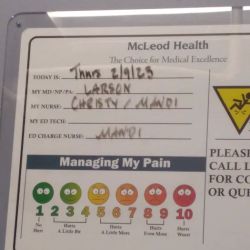 McLeod Health
The Choice for Medical Excellence
TODAY IS: Thurs 2/9/23
MY MD/NP/PA: LARSON
MY NURSE: CHRISTY / MANDI
MY ED TECH:
ED CHARGE NURSE: MANDI
Managing My Pain
1 2 3 4 5 6 7 8 9 10
No Hurts Hurts Hurts Hurts
Hurt A Little Bit A Little More Even More Worst
PLEASE
CALL
FOR
OR QU